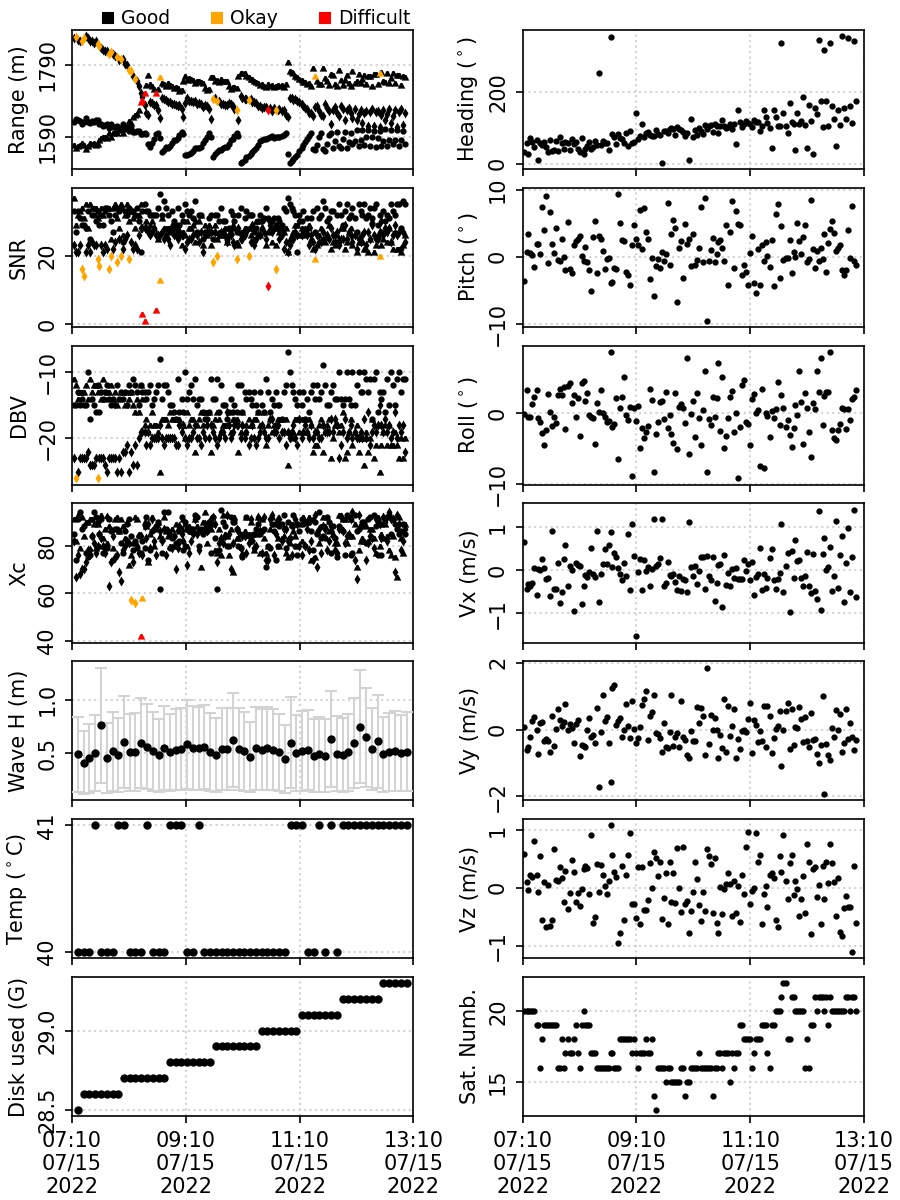 Good Okay Difficult
Range (m)
1790
1590
Heading (°)
200
0
SNR
20
0
Pitch (°)
10
0
−10
DBV
−10
−20
Roll (°)
0
−10
Xc
80
60
40
Vx (m/s)
1
0
−1
Wave H (m)
1.0
0.5
Vy (m/s)
2
0
−2
Temp (°C)
41
40
Vz (m/s)
1
0
−1
Disk used (G)
29.0
28.5
Sat. Numb.
20
15
07:10 09:10 11:10 13:10 07:10 09:10 11:10 13:10
07/15 07/15 07/15 07/15 07/15 07/15 07/15 07/15
2022 2022 2022 2022 2022 2022 2022 2022